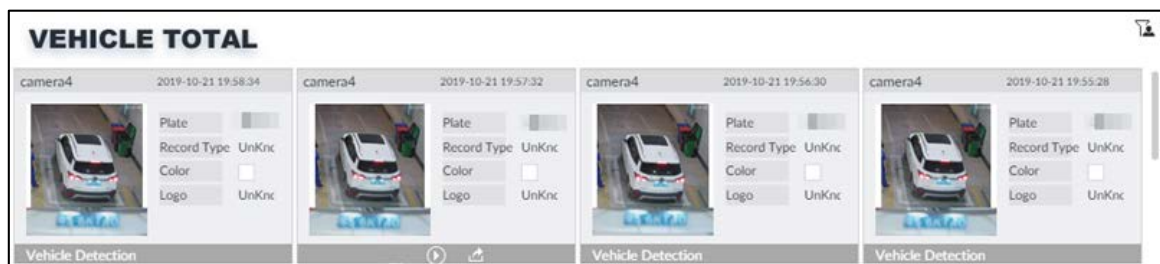 VEHICLE TOTAL
camera4 2019-10-21 19:58:34 camera4 2019-10-21 19:57:32 camera4 2019-10-21 19:56:30 camera4 2019-10-21 19:55:28
Plate Plate Plate Plate
Record Type UnKnc Record Type UnKnc Record Type UnKnc Record Type UnKnc
Color Color Color Color
Logo UnKnc Logo UnKnc Logo UnKnc Logo UnKnc
Vehicle Detection Vehicle Detection Vehicle Detection